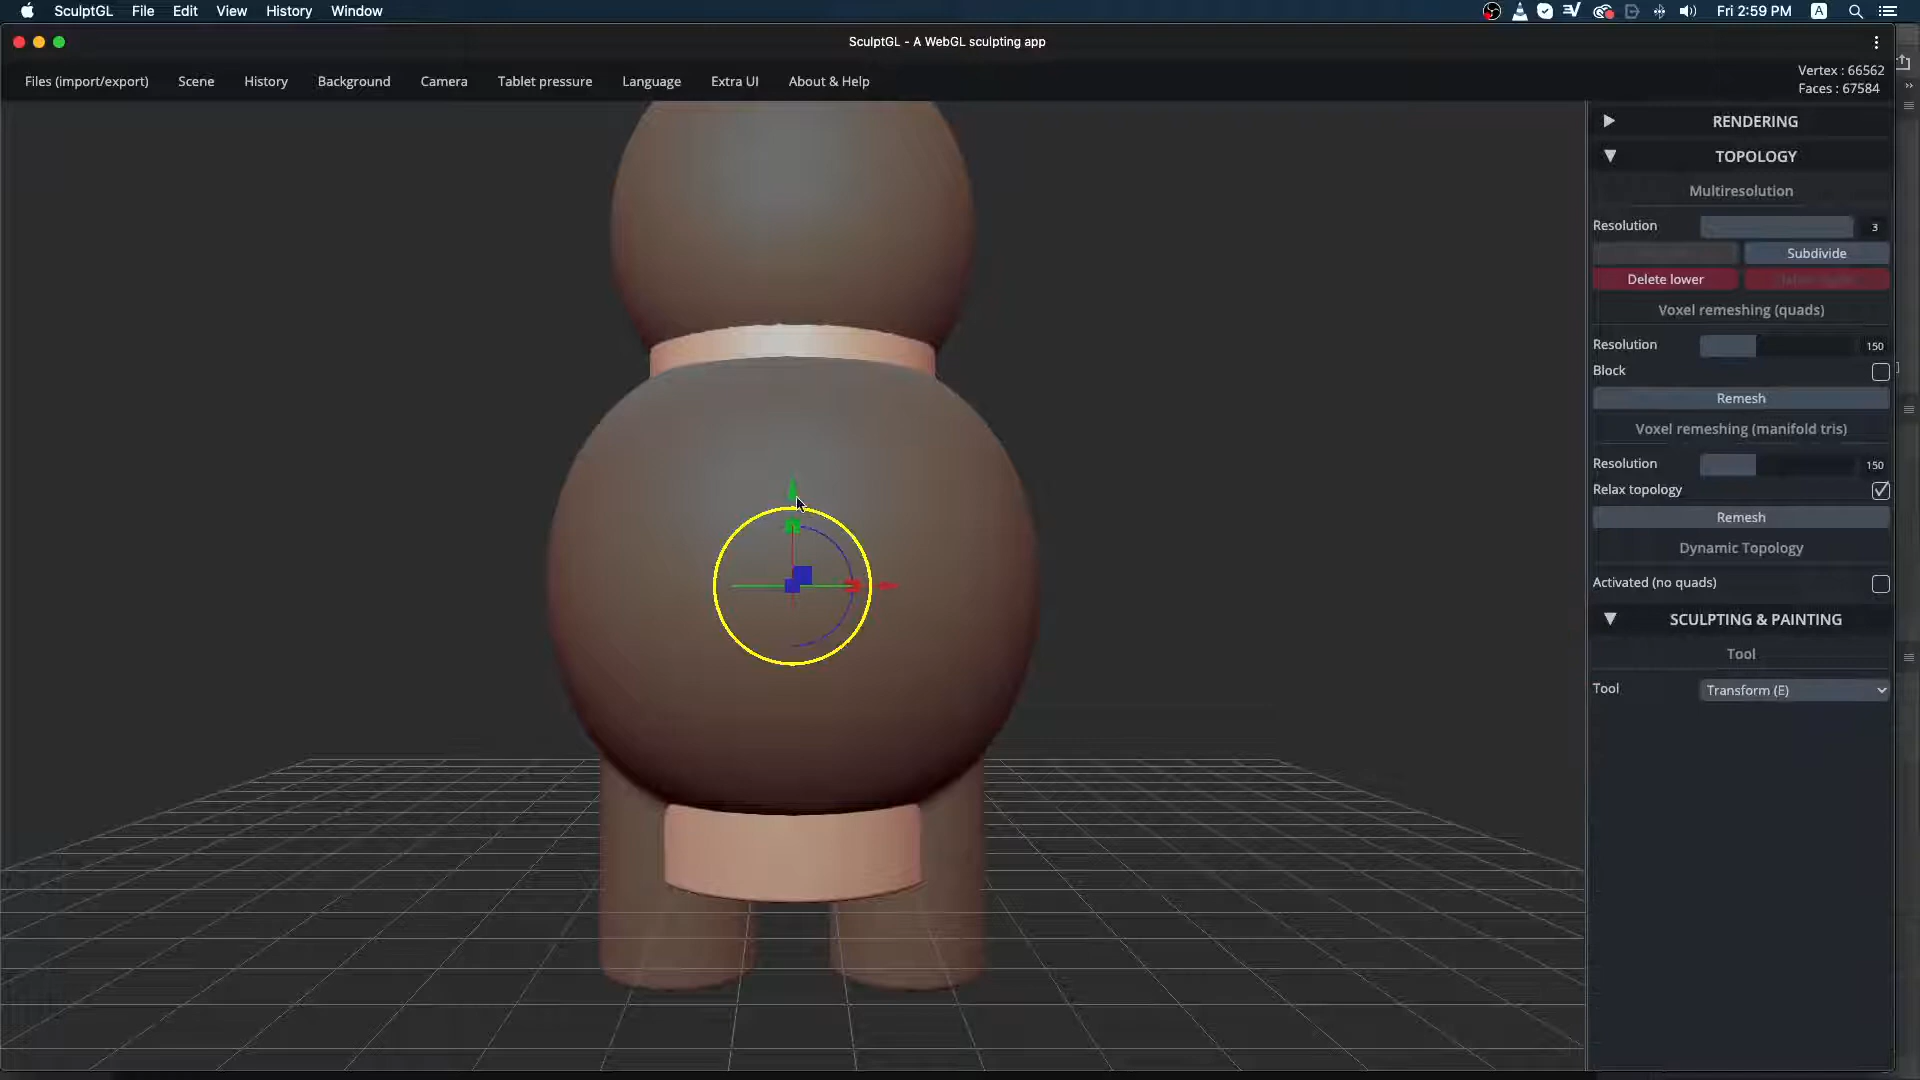 SculptGL File Edit View History Window Fri 2:59 PM A
SculptGL - A WebGL sculpting app
Files (import/export) Scene History Background Camera Tablet pressure Language Extra UI About & Help
Vertex : 66562
Faces : 67584
RENDERING
TOPOLOGY
Multiresolution
Resolution 3
Subdivide
Delete lower
Voxel remeshing (quads)
Resolution 150
Block
Remesh
Voxel remeshing (manifold tris)
Resolution 150
Relax topology
Remesh
Dynamic Topology
Activated (no quads)
SCULPTING & PAINTING
Tool
Tool Transform (E)